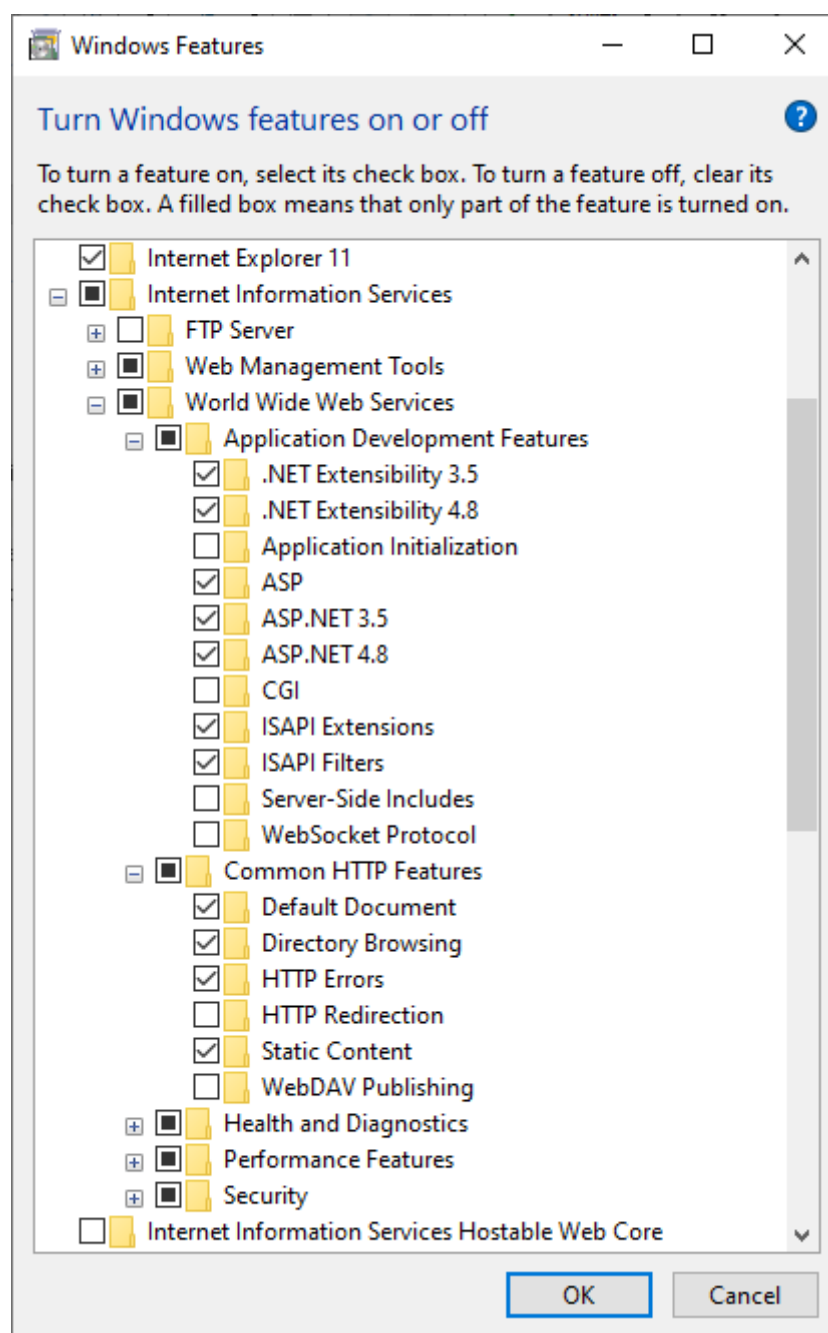 Windows Features
Turn Windows features on or off
To turn a feature on, select its check box. To turn a feature off, clear its
check box. A filled box means that only part of the feature is turned on.
Internet Explorer 11
Internet Information Services
FTP Server
Web Management Tools
World Wide Web Services
Application Development Features
.NET Extensibility 3.5
.NET Extensibility 4.8
Application Initialization
ASP
ASP.NET 3.5
ASP.NET 4.8
CGI
ISAPI Extensions
ISAPI Filters
Server-Side Includes
WebSocket Protocol
Common HTTP Features
Default Document
Directory Browsing
HTTP Errors
HTTP Redirection
Static Content
WebDAV Publishing
Health and Diagnostics
Performance Features
Security
Internet Information Services Hostable Web Core
OK Cancel